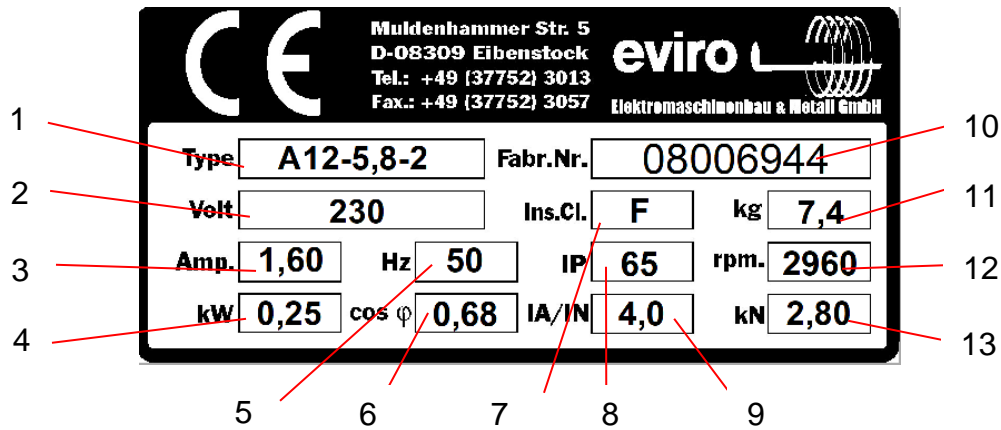 CE
Muldenhammer Str. 5
D-08309 Eibenstock
Tel.: +49 (37752) 3013
Fax.: +49 (37752) 3057
eviro
Elektromaschinenbau & Metall GmbH
1 Type A12-5,8-2 Fabr.Nr. 08006944 10
2 Volt 230 Ins.Cl. F kg 7,4 11
3 Amp. 1,60 Hz 50 IP 65 rpm. 2960 12
4 kW 0,25 cos φ 0,68 IA/IN 4,0 kN 2,80 13
5 6 7 8 9